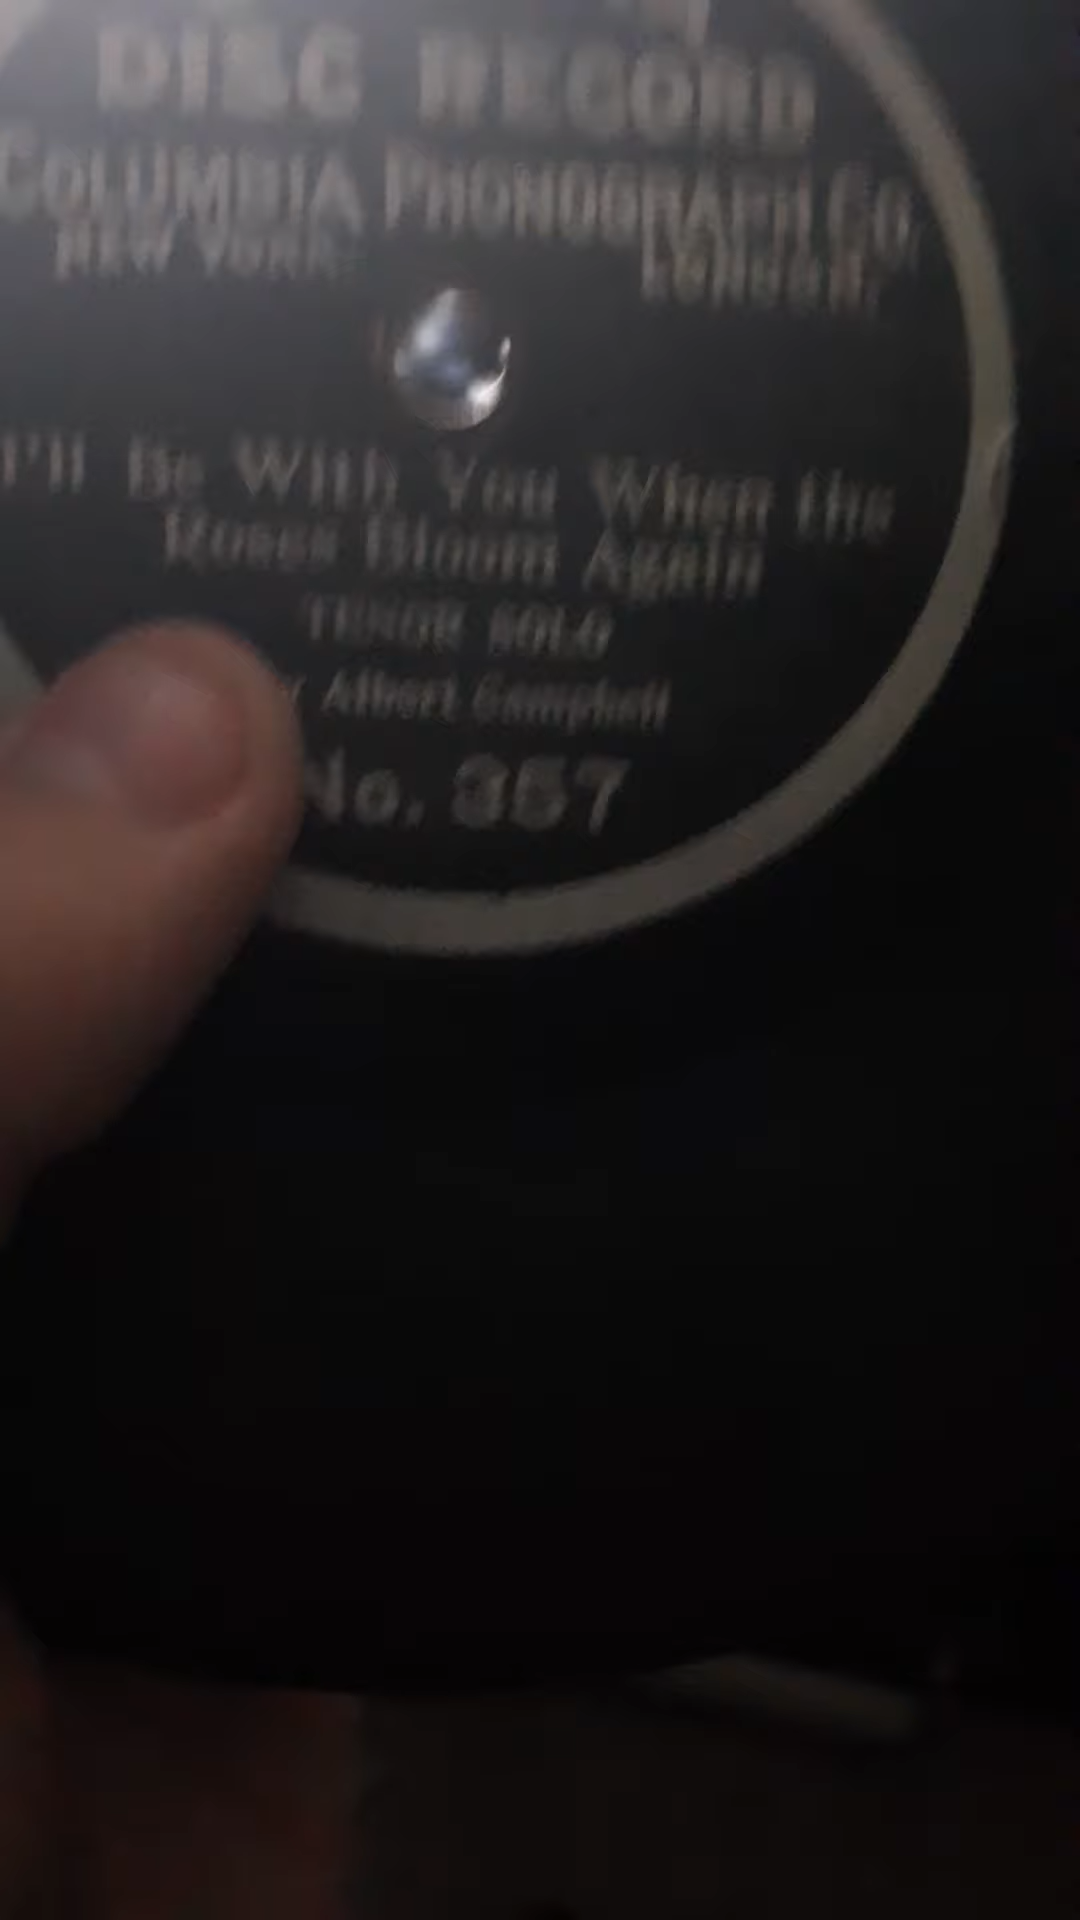 DISC RECORD
COLUMBIA PHONOGRAPH CO.
NEW YORK. LONDON.
I'll Be With You When the
Roses Bloom Again
TENOR SOLO
Albert Campbell
No. 357